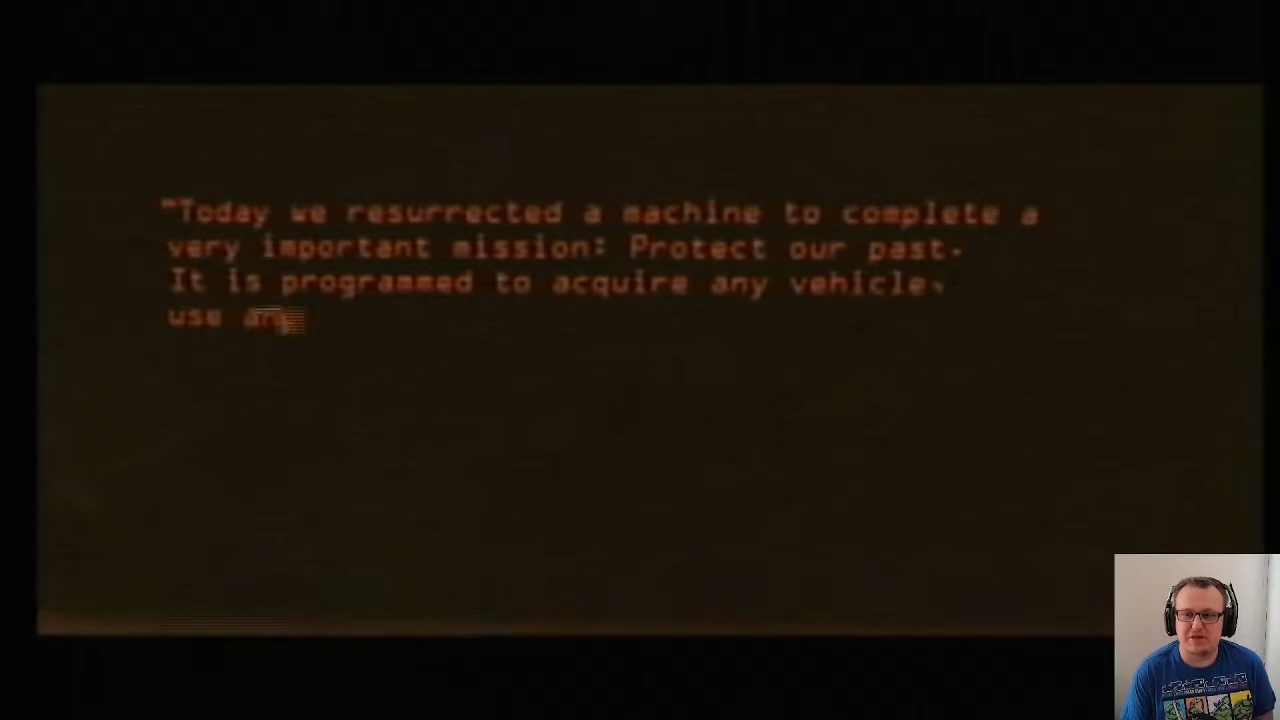 "Today we resurrected a machine to complete a
very important mission: Protect our past.
It is programmed to acquire any vehicle,
use any